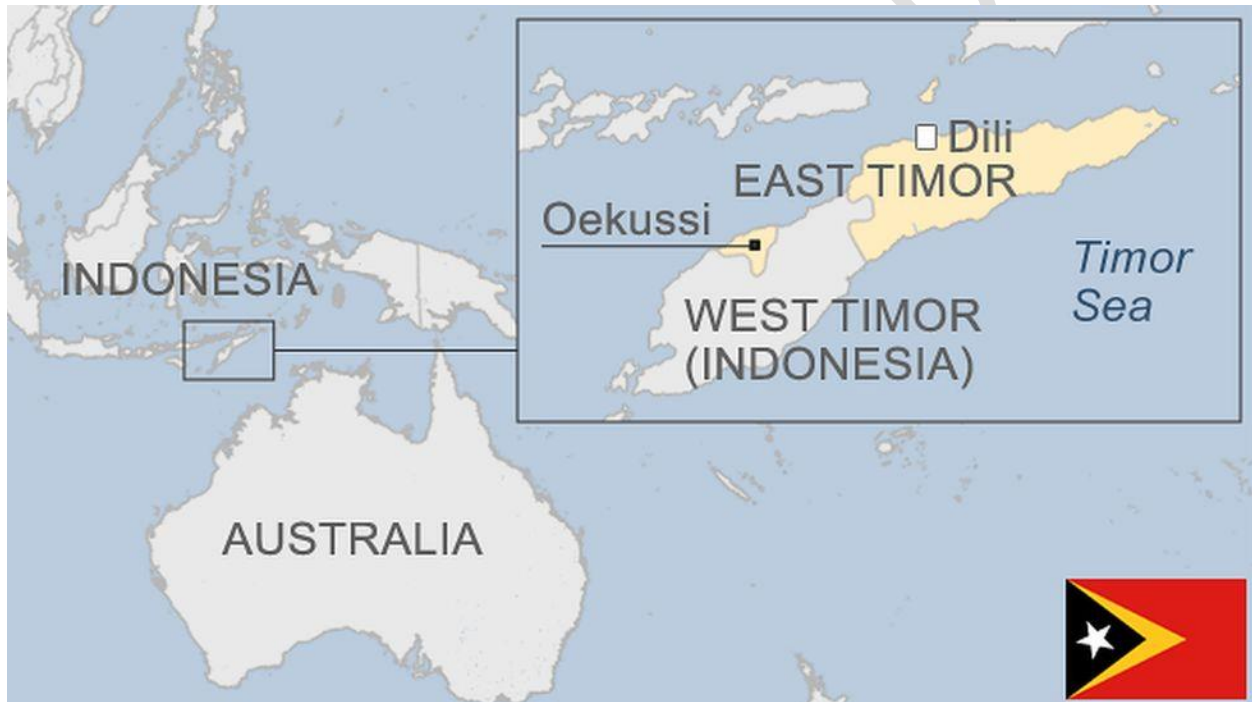 Dili
EAST TIMOR
Oekussi
Timor
Sea
INDONESIA
WEST TIMOR
(INDONESIA)
AUSTRALIA